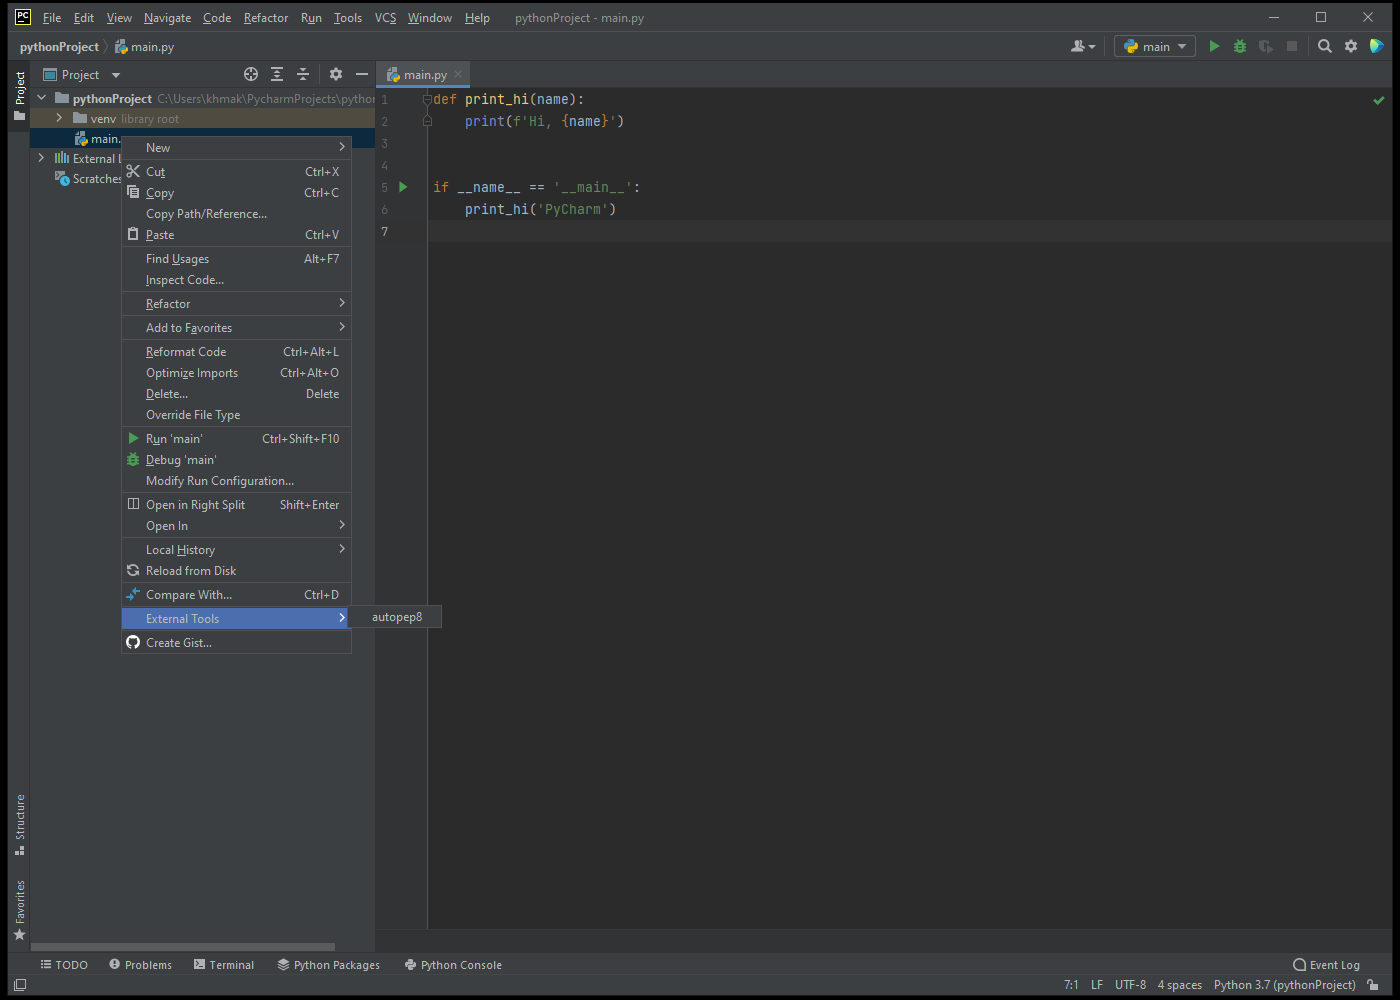 PC File Edit View Navigate Code Refactor Run Tools VCS Window Help pythonProject - main.py
pythonProject main.py main
Project
Project
main.py
pythonProject C:\Users\khmak\PycharmProjects\python
venv library root
main.
External L
Scratches
New
Cut Ctrl+X
Copy Ctrl+C
Copy Path/Reference...
Paste Ctrl+V
Find Usages Alt+F7
Inspect Code...
Refactor
Add to Favorites
Reformat Code Ctrl+Alt+L
Optimize Imports Ctrl+Alt+O
Delete... Delete
Override File Type
Run 'main' Ctrl+Shift+F10
Debug 'main'
Modify Run Configuration...
Open in Right Split Shift+Enter
Open In
Local History
Reload from Disk
Compare With... Ctrl+D
External Tools
autopep8
Create Gist...
1 def print_hi(name):
2 print(f'Hi, {name}')
3
4
5 if __name__ == '__main__':
6 print_hi('PyCharm')
7
Structure
Favorites
TODO Problems Terminal Python Packages Python Console Event Log
7:1 LF UTF-8 4 spaces Python 3.7 (pythonProject)